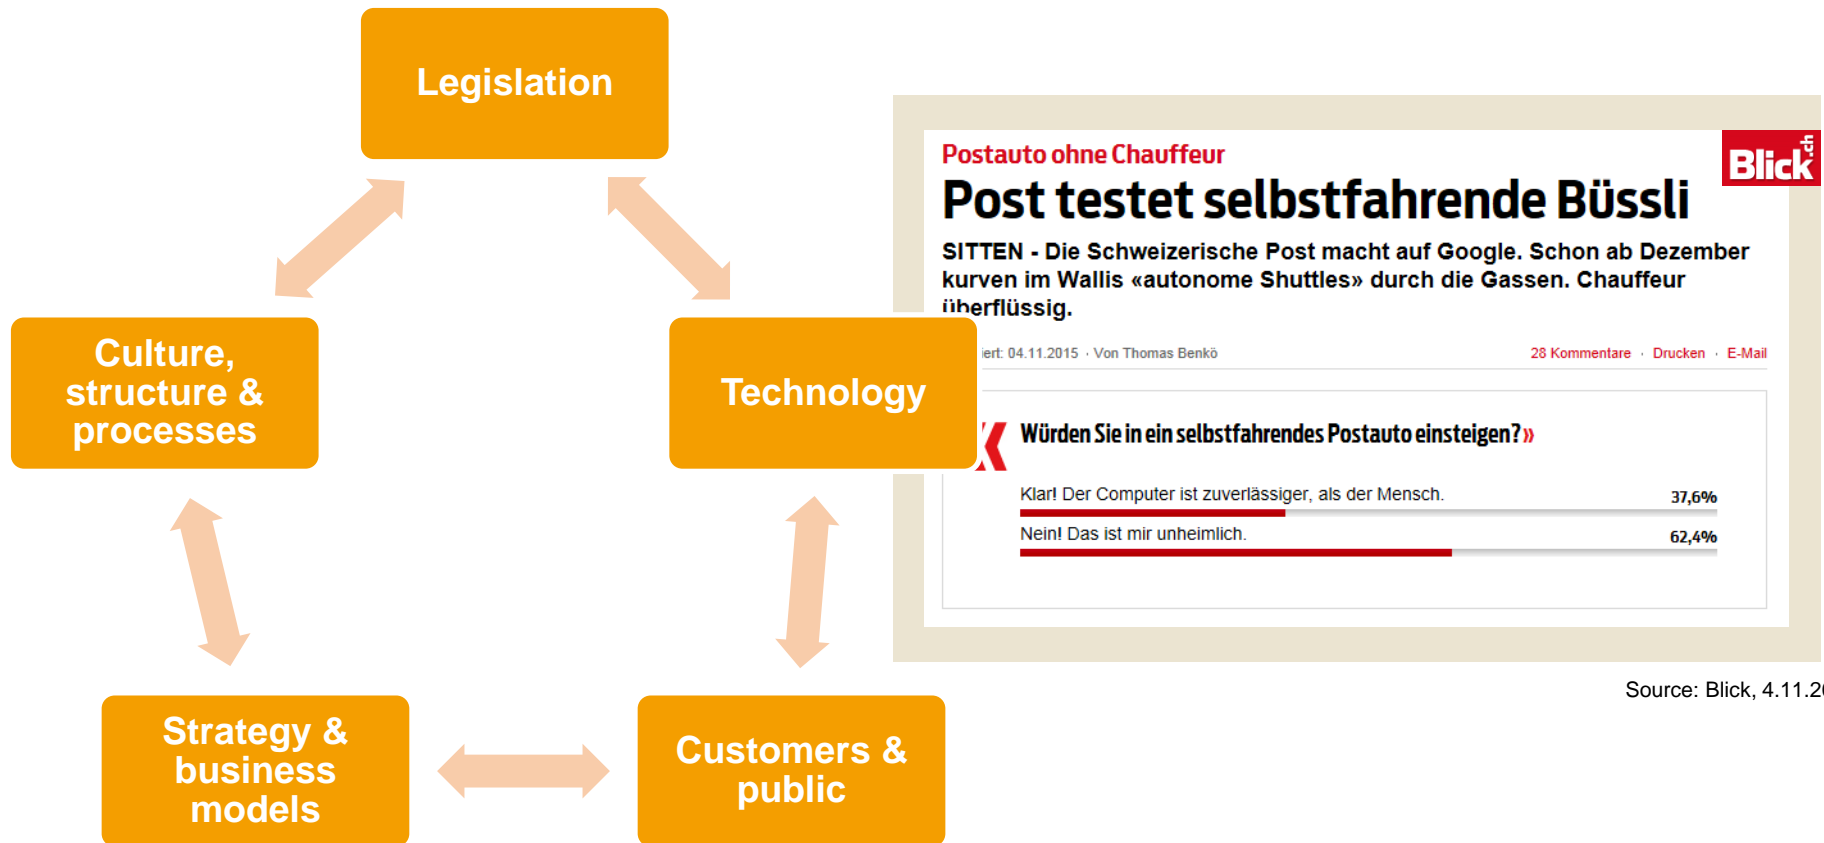 Legislation
Culture,
structure &
processes
Technology
Strategy &
business
models
Customers &
public
Blick.ch
Postauto ohne Chauffeur
Post testet selbstfahrende Büssli
SITTEN - Die Schweizerische Post macht auf Google. Schon ab Dezember
kurven im Wallis «autonome Shuttles» durch die Gassen. Chauffeur
überflüssig.
04.11.2015 · Von Thomas Benkö
28 Kommentare · Drucken · E-Mail
Würden Sie in ein selbstfahrendes Postauto einsteigen?»
Klar! Der Computer ist zuverlässiger, als der Mensch. 37,6%
Nein! Das ist mir unheimlich. 62,4%
Source: Blick, 4.11.